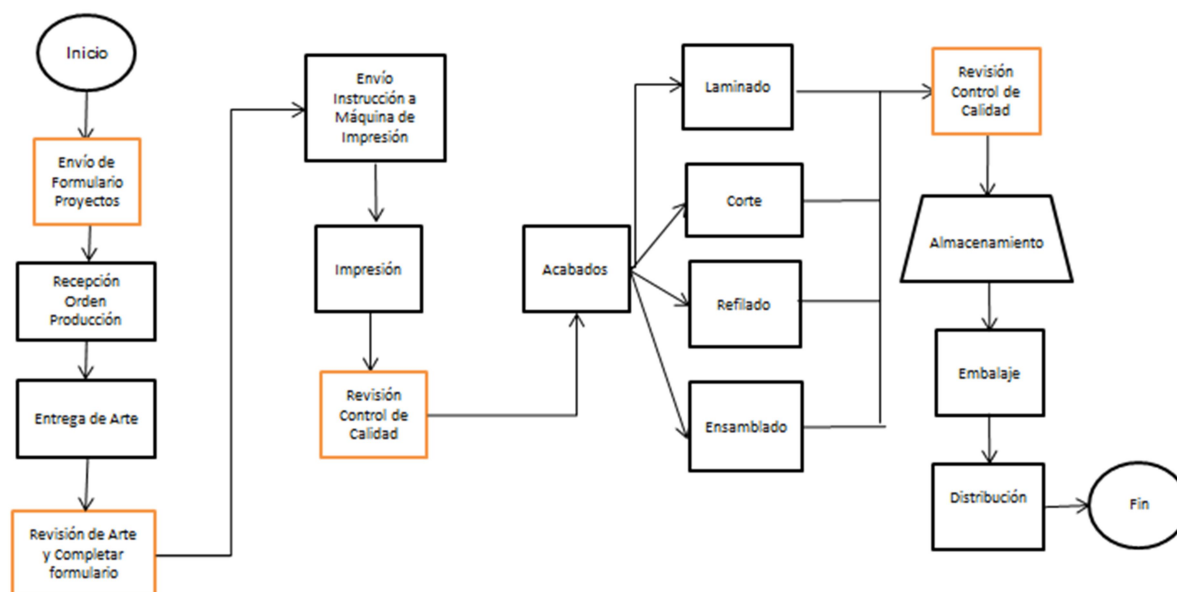 Inicio
Envío de
Formulario
Proyectos
Recepción
Orden
Producción
Entrega de Arte
Revisión de Arte
y Completar
formulario
Envío
Instrucción a
Máquina de
Impresión
Impresión
Revisión
Control de
Calidad
Acabados
Laminado
Corte
Refilado
Ensamblado
Revisión
Control de
Calidad
Almacenamiento
Embalaje
Distribución
Fin